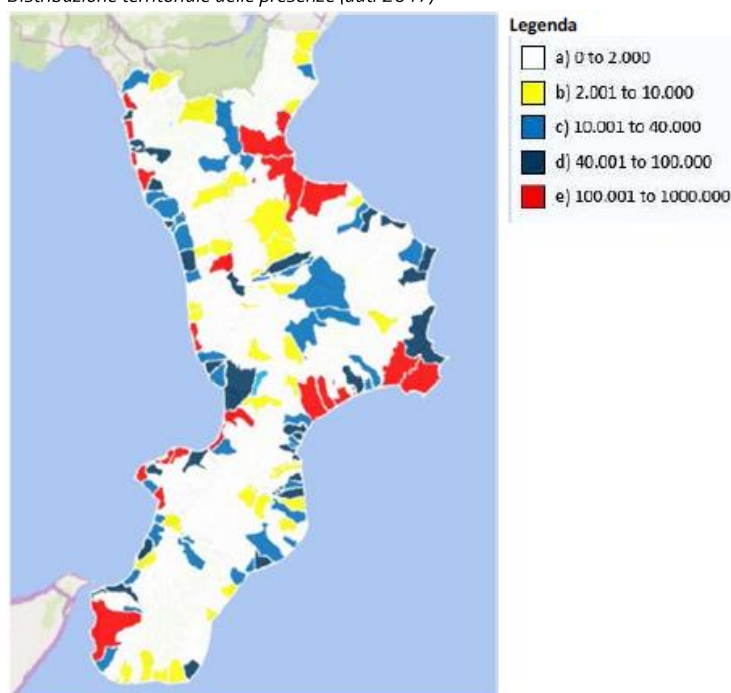 Distribuzione territoriale delle presenze (dati 2017)
Legenda
a) 0 to 2.000
b) 2.001 to 10.000
c) 10.001 to 40.000
d) 40.001 to 100.000
e) 100.001 to 1000.000